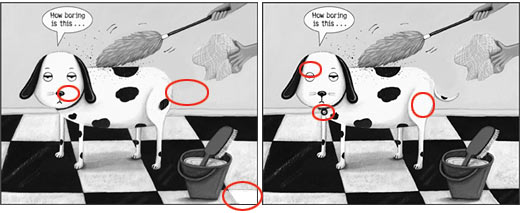 How boring
is this . . .
How boring
is this . . .